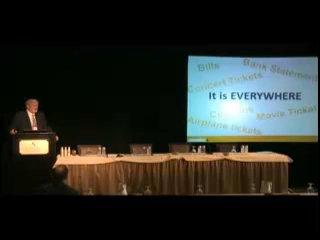 Bills
Bank Statement
Concert Tickets
It is EVERYWHERE
Movie Ticket
Airplane tickets